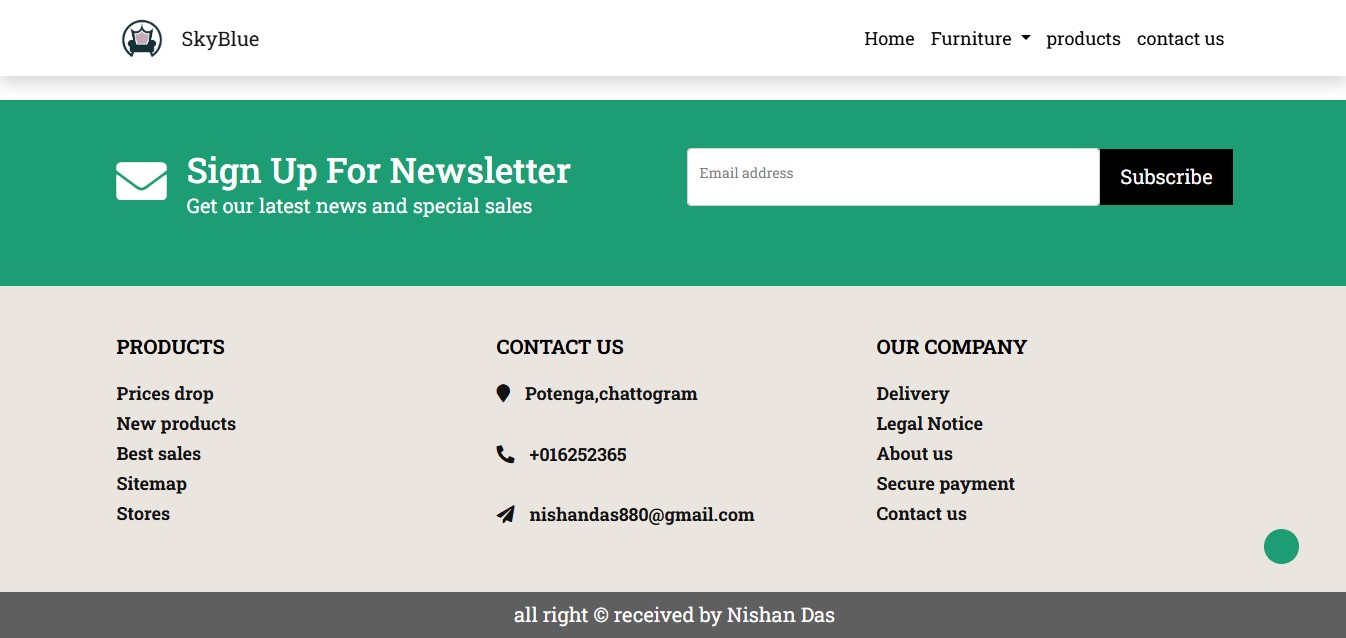 SkyBlue
Home Furniture products contact us
Sign Up For Newsletter
Get our latest news and special sales
Email address
Subscribe
PRODUCTS
Prices drop
New products
Best sales
Sitemap
Stores
CONTACT US
Potenga,chattogram
+016252365
nishandas880@gmail.com
OUR COMPANY
Delivery
Legal Notice
About us
Secure payment
Contact us
all right © received by Nishan Das